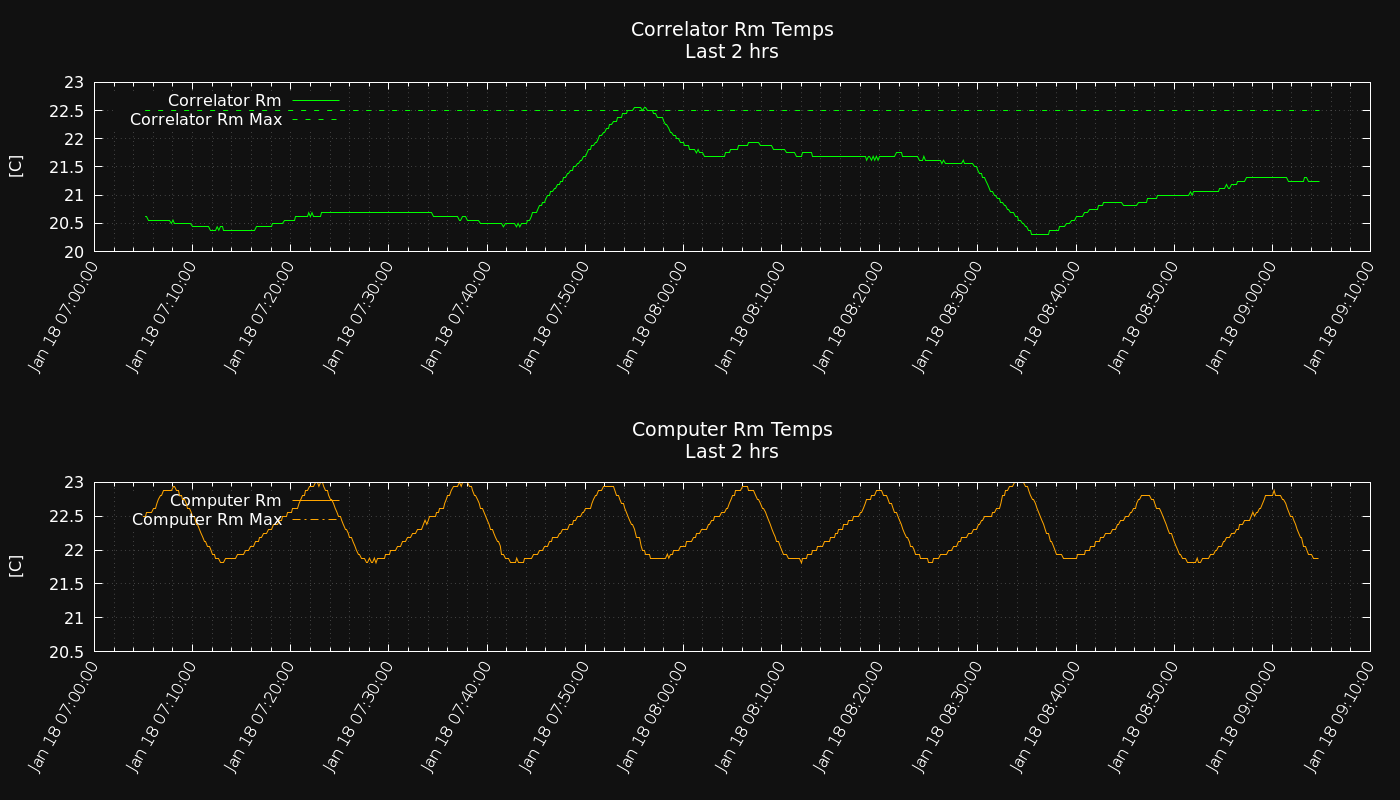 Correlator Rm Temps
Last 2 hrs
23
22.5
22
21.5
21
20.5
20
[C]
Correlator Rm
Correlator Rm Max
Jan 18 07:00:00
Jan 18 07:10:00
Jan 18 07:20:00
Jan 18 07:30:00
Jan 18 07:40:00
Jan 18 07:50:00
Jan 18 08:00:00
Jan 18 08:10:00
Jan 18 08:20:00
Jan 18 08:30:00
Jan 18 08:40:00
Jan 18 08:50:00
Jan 18 09:00:00
Jan 18 09:10:00
Computer Rm Temps
Last 2 hrs
23
22.5
22
21.5
21
20.5
[C]
Computer Rm
Computer Rm Max
Jan 18 07:00:00
Jan 18 07:10:00
Jan 18 07:20:00
Jan 18 07:30:00
Jan 18 07:40:00
Jan 18 07:50:00
Jan 18 08:00:00
Jan 18 08:10:00
Jan 18 08:20:00
Jan 18 08:30:00
Jan 18 08:40:00
Jan 18 08:50:00
Jan 18 09:00:00
Jan 18 09:10:00